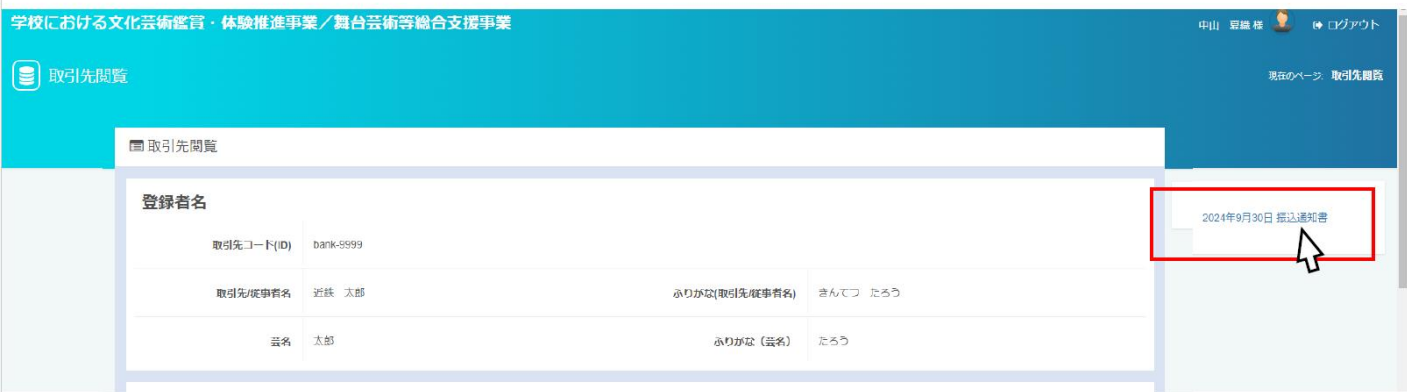 学校における文化芸術鑑賞・体験推進事業／舞台芸術等総合支援事業
中山 様 ログアウト
取引先閲覧
現在のページ: 取引先閲覧
取引先閲覧
登録者名
2024年9月30日 振込通知書
取引先コード(ID) bank-9999
取引先/従事者名 近鉄 太郎 ふりがな(取引先/従事者名) きんてつ たろう
芸名 太郎 ふりがな（芸名） たろう